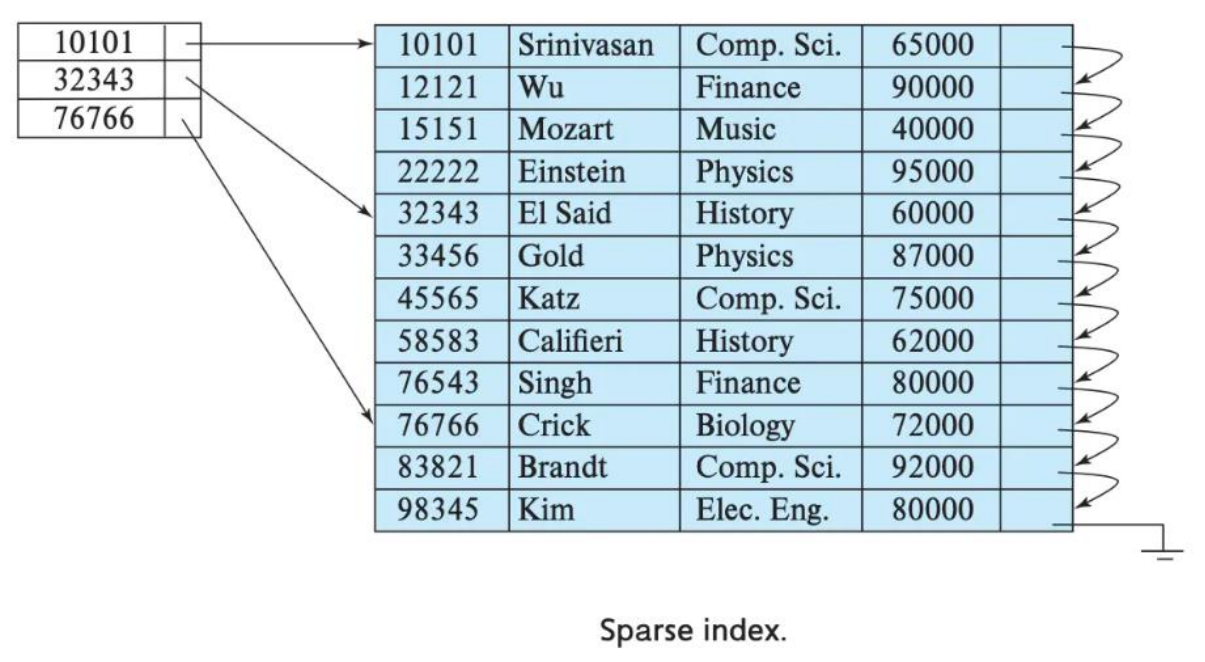 10101
32343
76766
10101 Srinivasan Comp. Sci. 65000
12121 Wu Finance 90000
15151 Mozart Music 40000
22222 Einstein Physics 95000
32343 El Said History 60000
33456 Gold Physics 87000
45565 Katz Comp. Sci. 75000
58583 Califieri History 62000
76543 Singh Finance 80000
76766 Crick Biology 72000
83821 Brandt Comp. Sci. 92000
98345 Kim Elec. Eng. 80000
Sparse index.